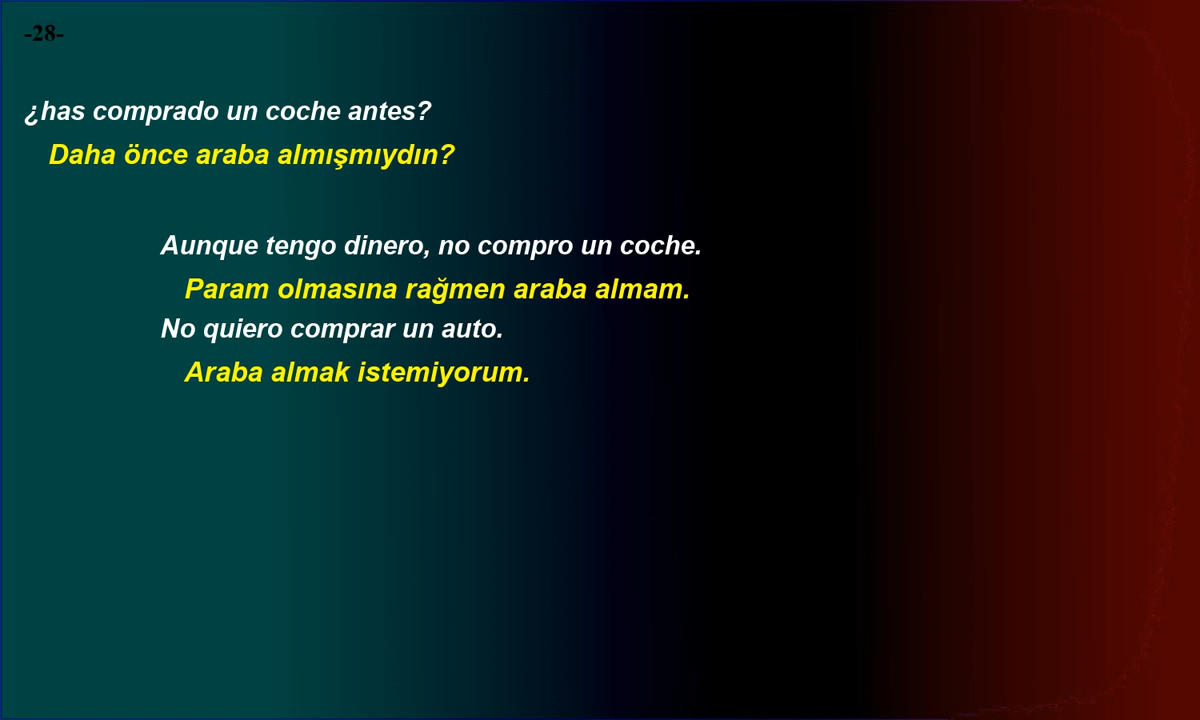 -28-
¿has comprado un coche antes?
Daha önce araba almışmıydın?
Aunque tengo dinero, no compro un coche.
Param olmasına rağmen araba almam.
No quiero comprar un auto.
Araba almak istemiyorum.